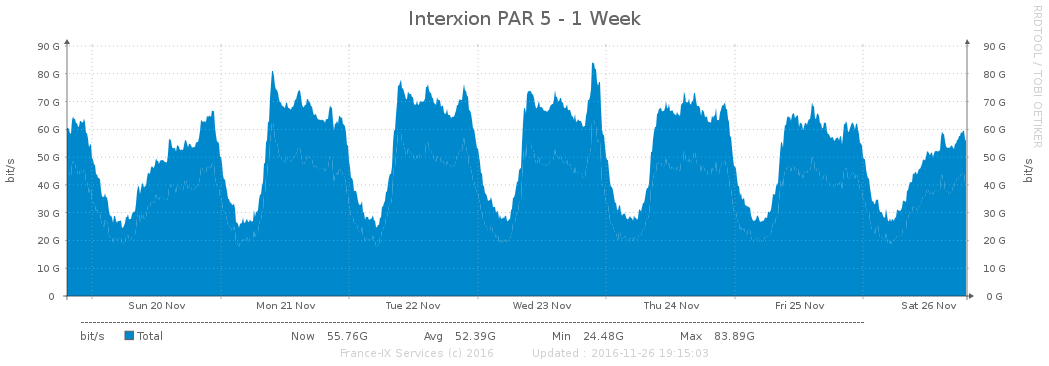 Interxion PAR 5 - 1 Week
RRDTOOL / TOBI OETIKER
90 G 90 G
80 G 80 G
70 G 70 G
60 G 60 G
50 G 50 G
40 G 40 G
30 G 30 G
20 G 20 G
10 G 10 G
0 0 G
bit/s bit/s
Sun 20 Nov Mon 21 Nov Tue 22 Nov Wed 23 Nov Thu 24 Nov Fri 25 Nov Sat 26 Nov
bit/s Total Now 55.76G Avg 52.39G Min 24.48G Max 83.89G
France-IX Services (c) 2016 Updated : 2016-11-26 19:15:03